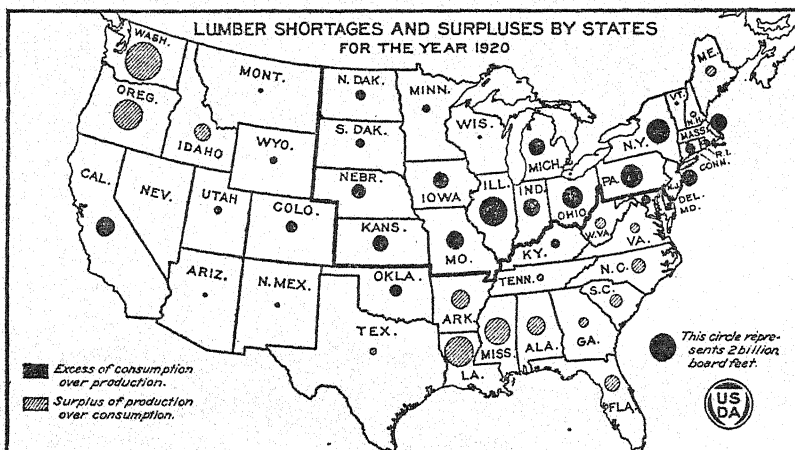 LUMBER SHORTAGES AND SURPLUSES BY STATES
FOR THE YEAR 1920
WASH.
OREG.
IDAHO
MONT.
N. DAK.
MINN.
WIS.
MICH.
N.Y.
VT.
N.H.
ME.
MASS.
R.I.
CONN.
S. DAK.
WYO.
NEBR.
IOWA
ILL.
IND.
OHIO
PA.
N.J.
DEL.
MD.
CAL.
NEV.
UTAH
COLO.
KANS.
MO.
KY.
W.VA.
VA.
ARIZ.
N.MEX.
OKLA.
ARK.
TENN.
N.C.
S.C.
TEX.
LA.
MISS.
ALA.
GA.
FLA.
Excess of consumption
over production.
Surplus of production
over consumption.
This circle repre-
sents 2 billion
board feet.
US
DA